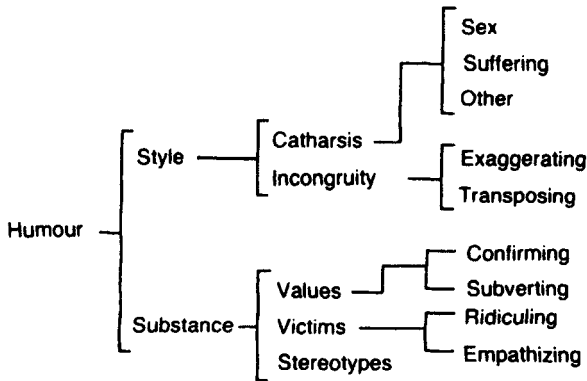 Sex
Suffering
Other
Style
Catharsis
Incongruity
Exaggerating
Transposing
Humour
Substance
Values
Victims
Stereotypes
Confirming
Subverting
Ridiculing
Empathizing